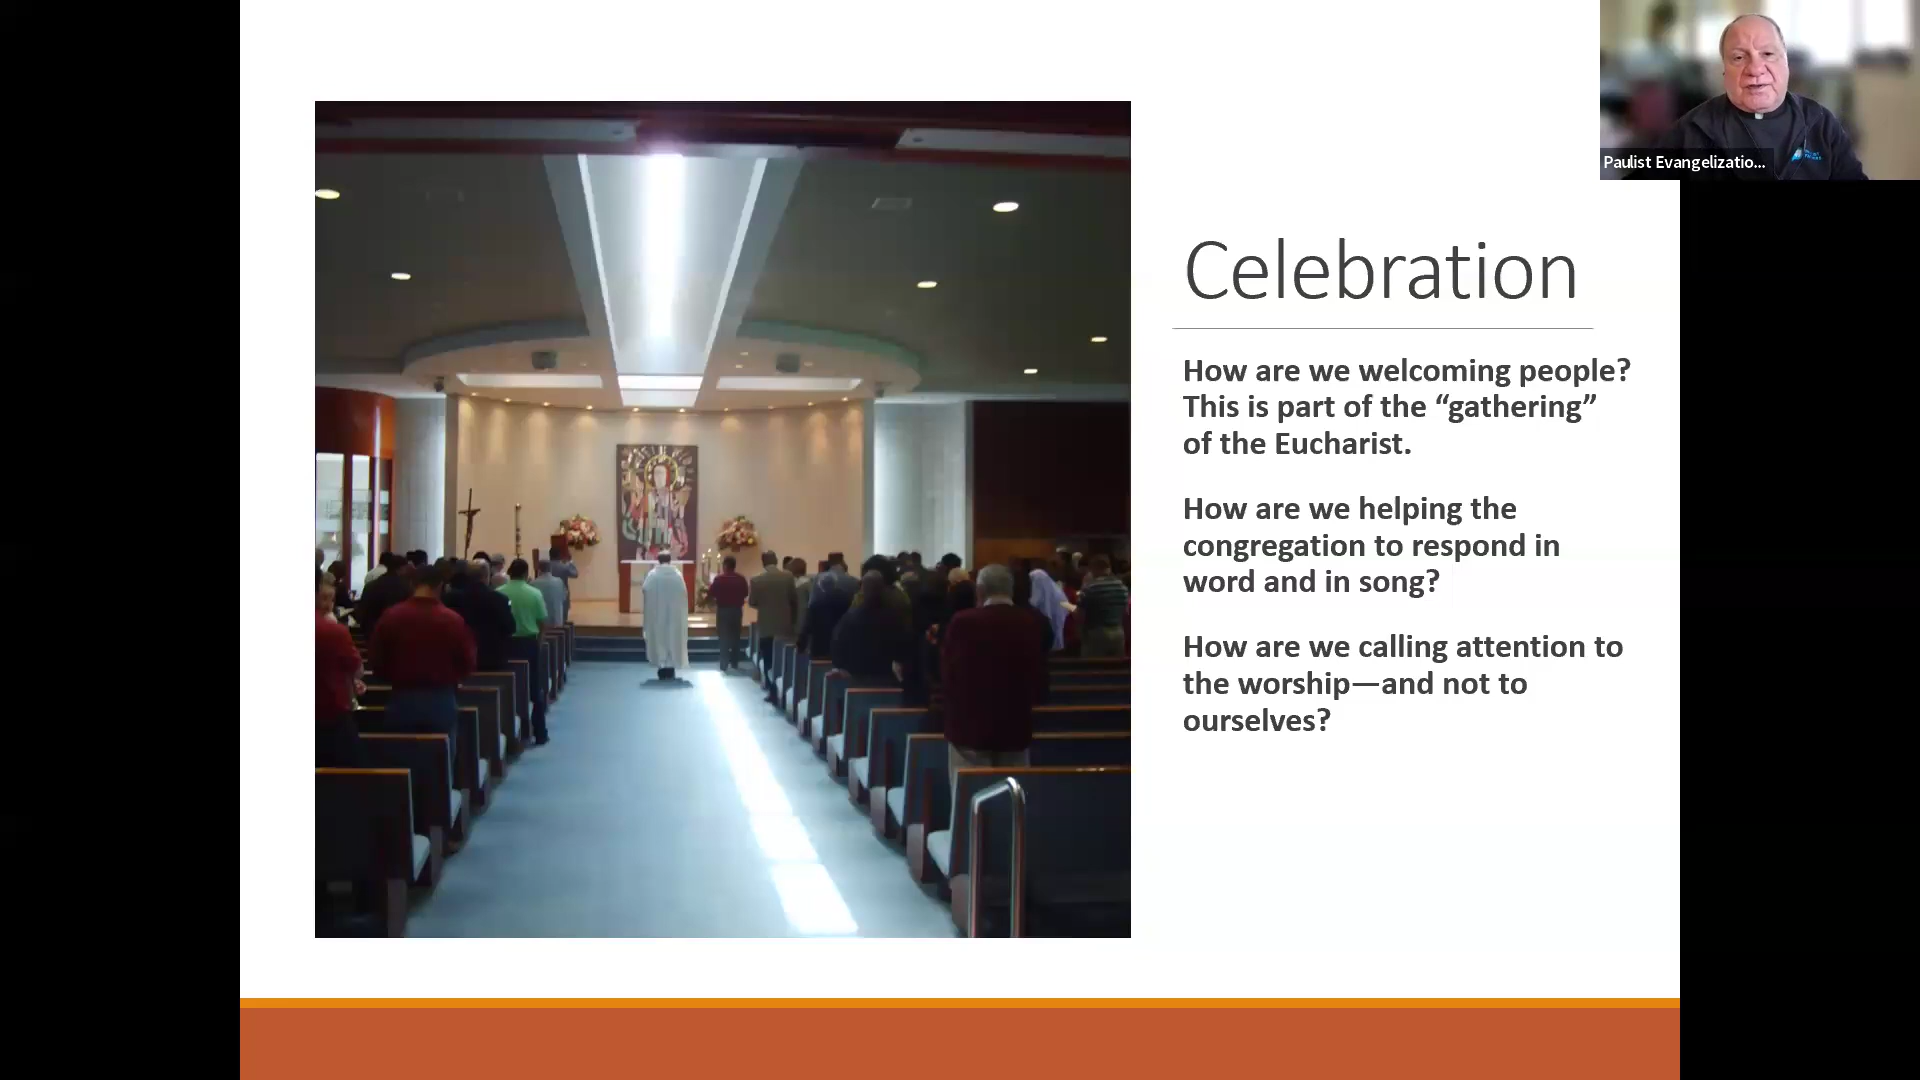 Paulist Evangelizatio...
Celebration
How are we welcoming people?
This is part of the “gathering”
of the Eucharist.
How are we helping the
congregation to respond in
word and in song?
How are we calling attention to
the worship—and not to
ourselves?